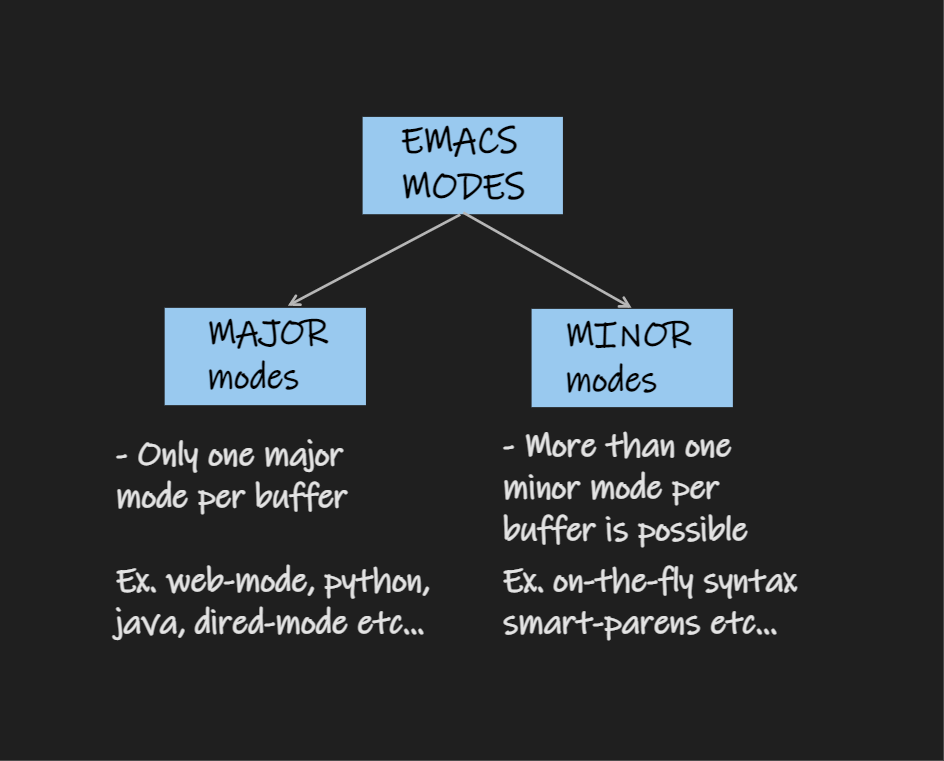 EMACS
MODES
MAJOR
modes
- Only one major
mode per buffer
Ex. web-mode, python,
java, dired-mode etc...
MINOR
modes
- More than one
minor mode per
buffer is possible
Ex. on-the-fly syntax
smart-parens etc...